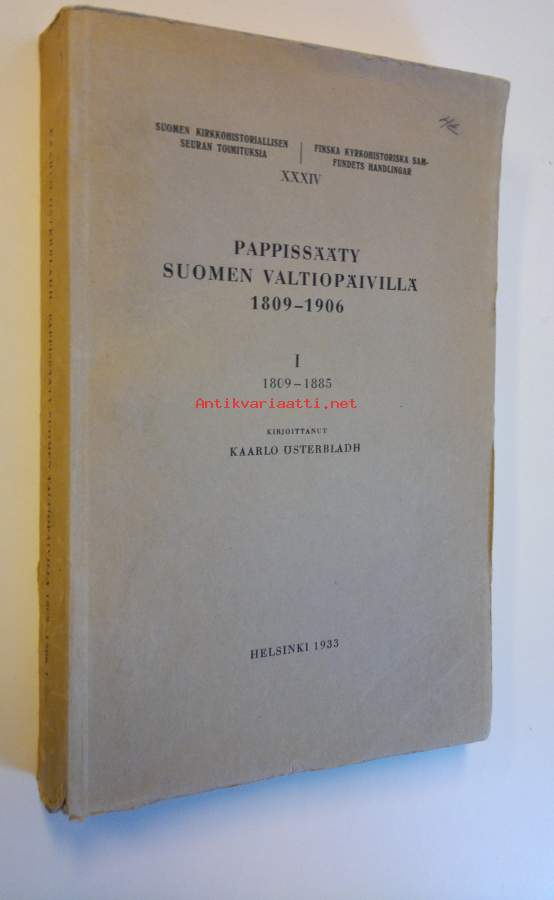 SUOMEN KIRKKOHISTORIALLISEN
SEURAN TOIMITUKSIA
FINSKA KYRKOHISTORISKA SAM-
FUNDETS HANDLINGAR
XXXIV
PAPPISSÄÄTY
SUOMEN VALTIOPÄIVILLÄ
1809–1906
I
1809–1885
Antikvariaatti.net
KIRJOITTANUT
KAARLO ÖSTERBLADH
HELSINKI 1933